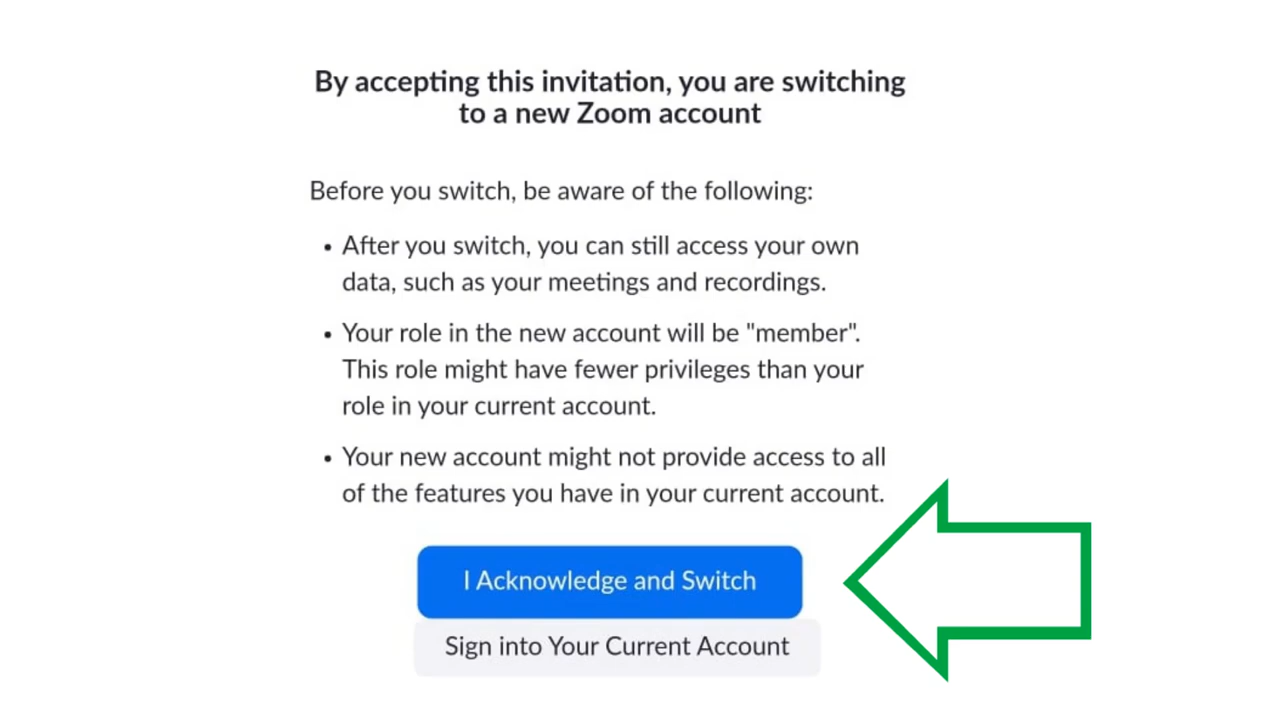 By accepting this invitation, you are switching
to a new Zoom account
Before you switch, be aware of the following:
• After you switch, you can still access your own
data, such as your meetings and recordings.
• Your role in the new account will be "member".
This role might have fewer privileges than your
role in your current account.
• Your new account might not provide access to all
of the features you have in your current account.
I Acknowledge and Switch
Sign into Your Current Account